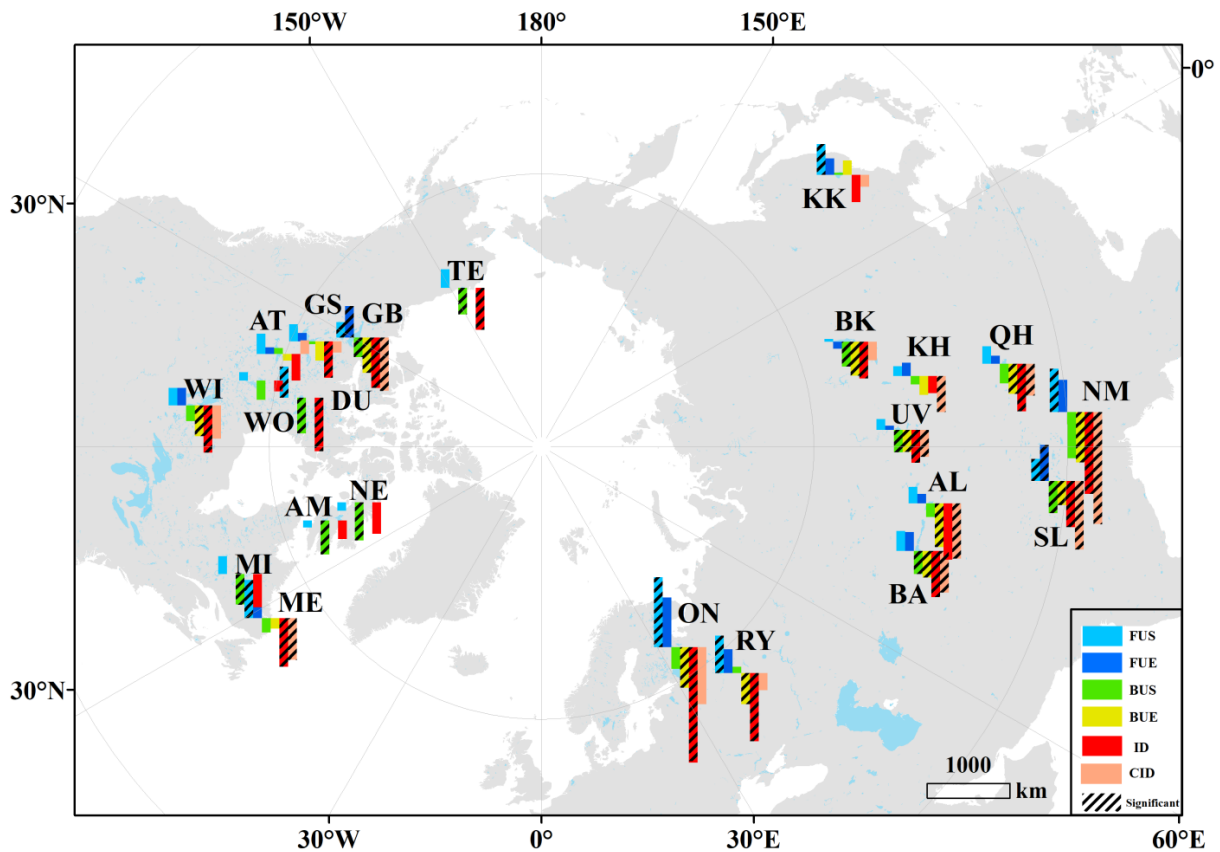 150°W
180°
150°E
0°
30°N
KK
TE
GS
GB
AT
BK
KH
QH
WI
NM
WO
DU
UV
AM
NE
AL
SL
MI
BA
ME
ON
RY
FUS
FUE
BUS
BUE
ID
CID
Significant
30°N
1000
km
30°W
0°
30°E
60°E